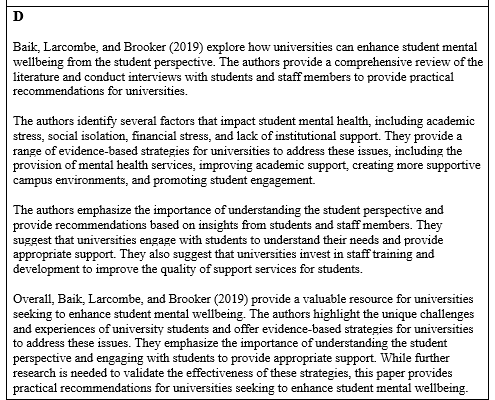 D
Baik, Larcombe, and Brooker (2019) explore how universities can enhance student mental
wellbeing from the student perspective. The authors provide a comprehensive review of the
literature and conduct interviews with students and staff members to provide practical
recommendations for universities.
The authors identify several factors that impact student mental health, including academic
stress, social isolation, financial stress, and lack of institutional support. They provide a
range of evidence-based strategies for universities to address these issues, including the
provision of mental health services, improving academic support, creating more supportive
campus environments, and promoting student engagement.
The authors emphasize the importance of understanding the student perspective and
provide recommendations based on insights from students and staff members. They
suggest that universities engage with students to understand their needs and provide
appropriate support. They also suggest that universities invest in staff training and
development to improve the quality of support services for students.
Overall, Baik, Larcombe, and Brooker (2019) provide a valuable resource for universities
seeking to enhance student mental wellbeing. The authors highlight the unique challenges
and experiences of university students and offer evidence-based strategies for universities
to address these issues. They emphasize the importance of understanding the student
perspective and engaging with students to provide appropriate support. While further
research is needed to validate the effectiveness of these strategies, this paper provides
practical recommendations for universities seeking to enhance student mental wellbeing.